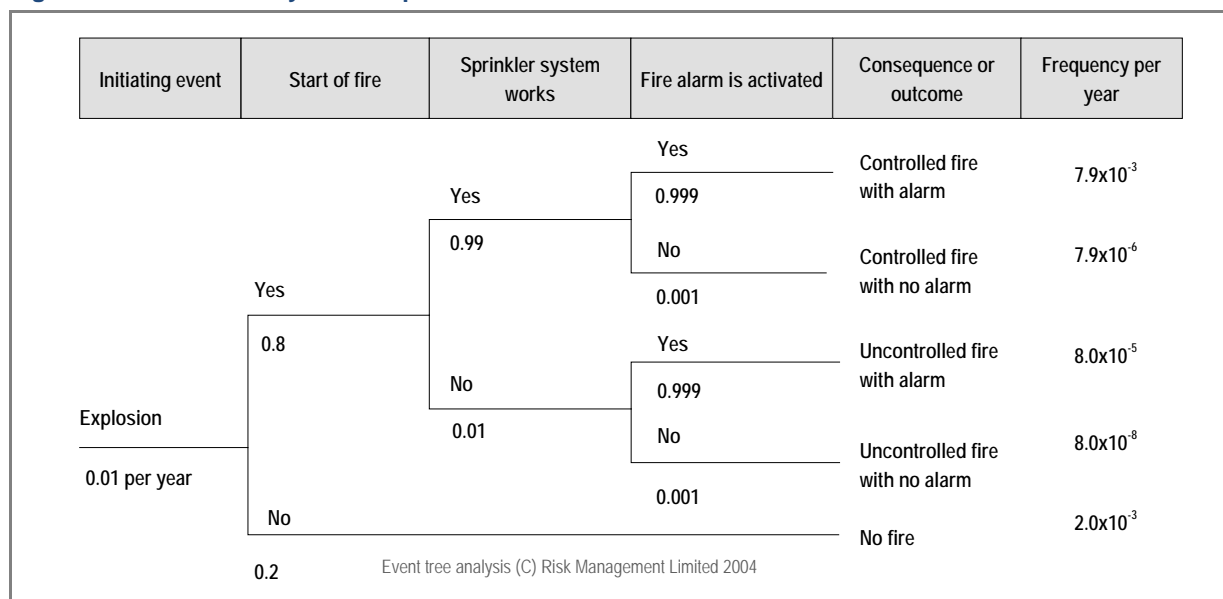 Initiating event
Start of fire
Sprinkler system
works
Fire alarm is activated
Consequence or
outcome
Frequency per
year
Yes
Controlled fire
with alarm
7.9x10⁻³
Yes
0.999
0.99
No
Controlled fire
with no alarm
7.9x10⁻⁶
Yes
0.001
0.8
Yes
Uncontrolled fire
with alarm
8.0x10⁻⁵
No
0.999
Explosion
0.01
No
Uncontrolled fire
with no alarm
8.0x10⁻⁸
0.01 per year
0.001
No
No fire
2.0x10⁻³
0.2
Event tree analysis (C) Risk Management Limited 2004